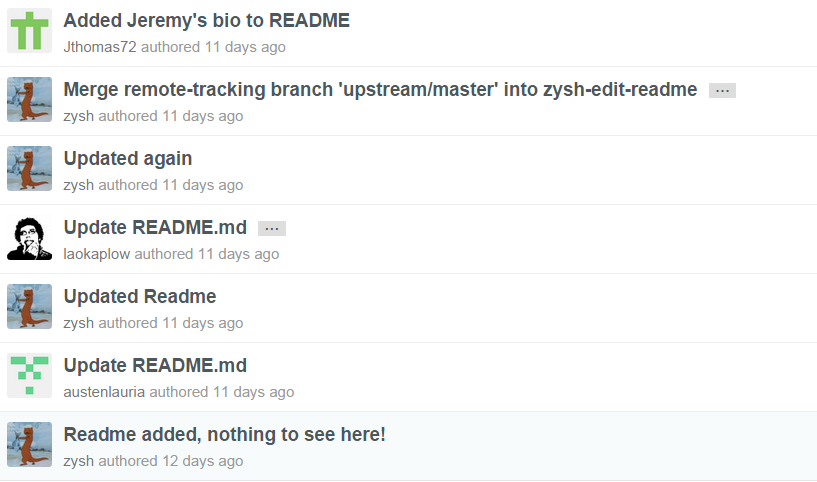 Added Jeremy's bio to README
Jthomas72 authored 11 days ago
Merge remote-tracking branch 'upstream/master' into zysh-edit-readme ...
zysh authored 11 days ago
Updated again
zysh authored 11 days ago
Update README.md ...
laokaplow authored 11 days ago
Updated Readme
zysh authored 11 days ago
Update README.md
austenlauria authored 11 days ago
Readme added, nothing to see here!
zysh authored 12 days ago